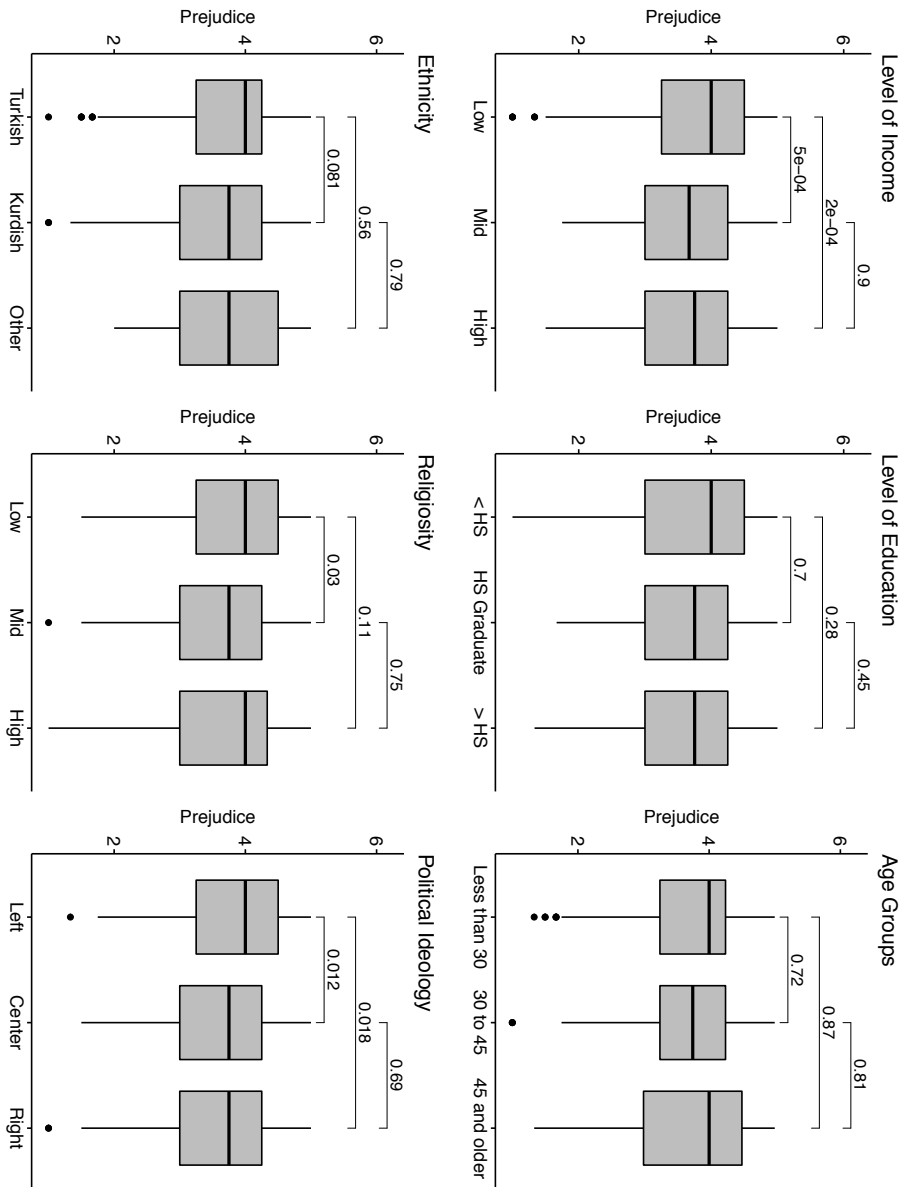 Level of Income
Prejudice
6
4
2
0.9
2e−04
5e−04
Low
Mid
High
Level of Education
Prejudice
6
4
2
0.45
0.28
0.7
< HS
HS Graduate
> HS
Age Groups
Prejudice
6
4
2
0.81
0.87
0.72
Less than 30
30 to 45
45 and older
Ethnicity
Prejudice
6
4
2
0.79
0.56
0.081
Turkish
Kurdish
Other
Religiosity
Prejudice
6
4
2
0.75
0.11
0.03
Low
Mid
High
Political Ideology
Prejudice
6
4
2
0.69
0.018
0.012
Left
Center
Right